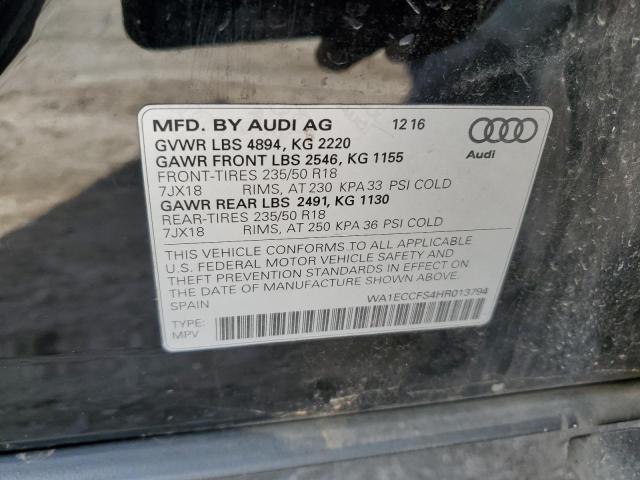 MFD. BY AUDI AG 12 16
GVWR LBS 4894, KG 2220
GAWR FRONT LBS 2546, KG 1155
FRONT-TIRES 235/50 R18
7JX18 RIMS, AT 230 KPA 33 PSI COLD
GAWR REAR LBS 2491, KG 1130
REAR-TIRES 235/50 R18
7JX18 RIMS, AT 250 KPA 36 PSI COLD
Audi
THIS VEHICLE CONFORMS TO ALL APPLICABLE
U.S. FEDERAL MOTOR VEHICLE SAFETY AND
THEFT PREVENTION STANDARDS IN EFFECT ON
THE DATE OF MANUFACTURE SHOWN ABOVE.
SPAIN
WA1ECCFS4HR013794
TYPE:
MPV